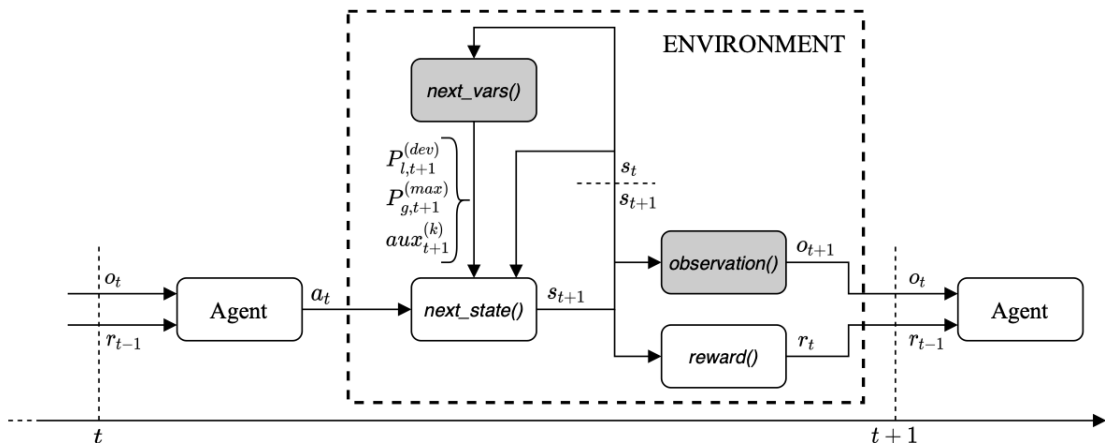 ENVIRONMENT
next_vars()
P_{l,t+1}^{(dev)}
P_{g,t+1}^{(max)}
aux_{t+1}^{(k)}
s_t
s_{t+1}
o_t
Agent
r_{t-1}
a_t
next_state()
s_{t+1}
observation()
o_{t+1}
reward()
r_t
o_t
r_{t-1}
Agent
t
t + 1